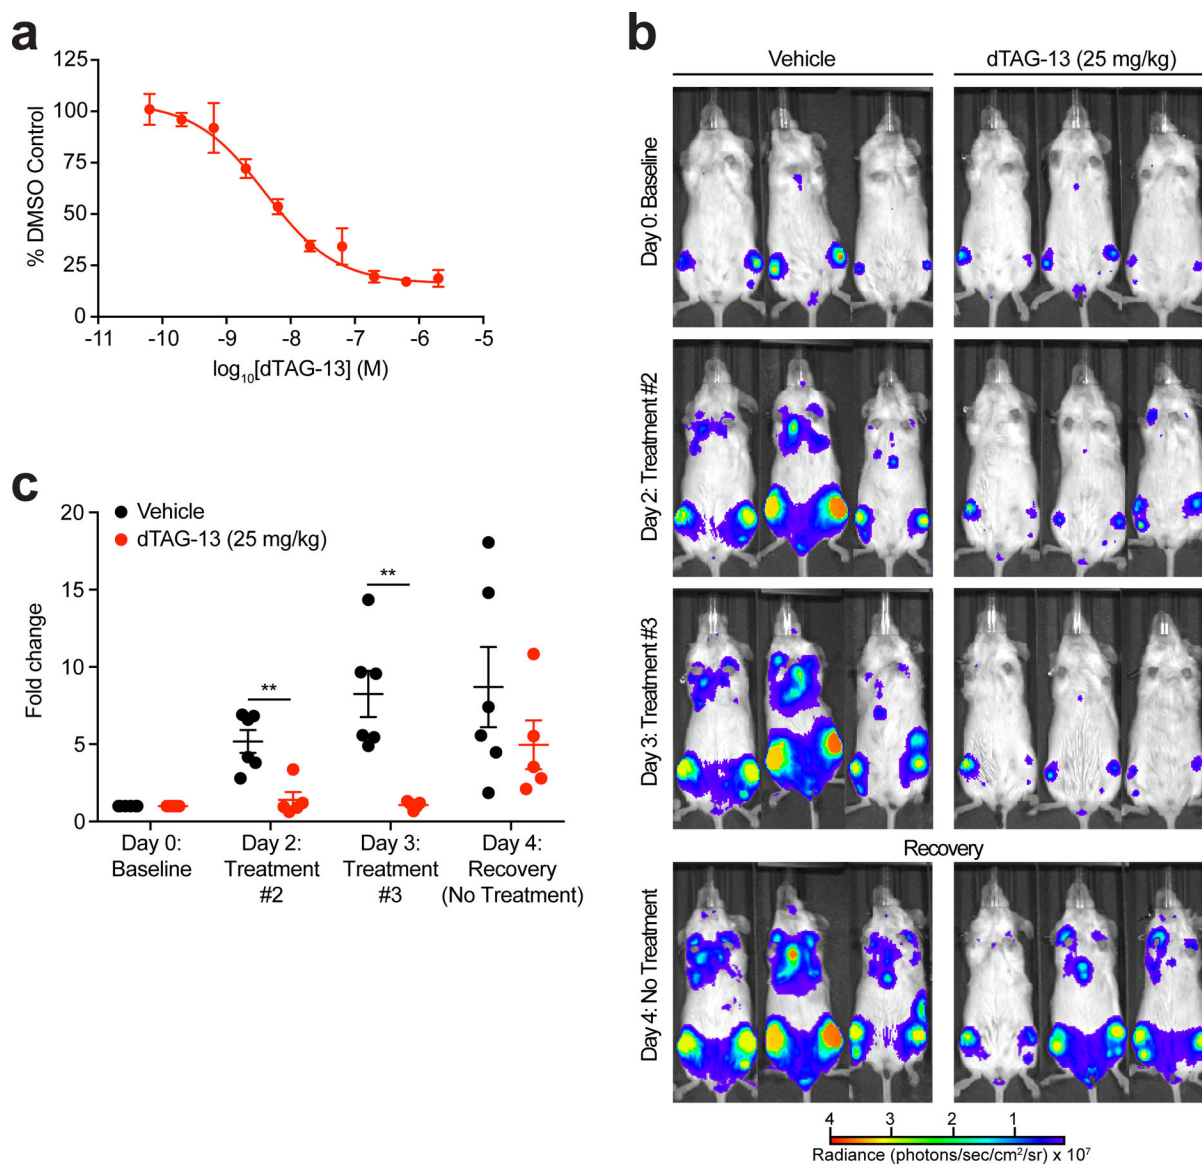 a
125
100
75
50
25
0
% DMSO Control
-11 -10 -9 -8 -7 -6 -5
log10[dTAG-13] (M)
b
Vehicle
dTAG-13 (25 mg/kg)
Day 0: Baseline
Day 2: Treatment #2
Day 3: Treatment #3
Recovery
Day 4: No Treatment
4 3 2 1
Radiance (photons/sec/cm²/sr) x 10⁷
c
Vehicle
dTAG-13 (25 mg/kg)
20
15
10
5
0
Fold change
**
**
Day 0:
Baseline
Day 2:
Treatment
#2
Day 3:
Treatment
#3
Day 4:
Recovery
(No Treatment)